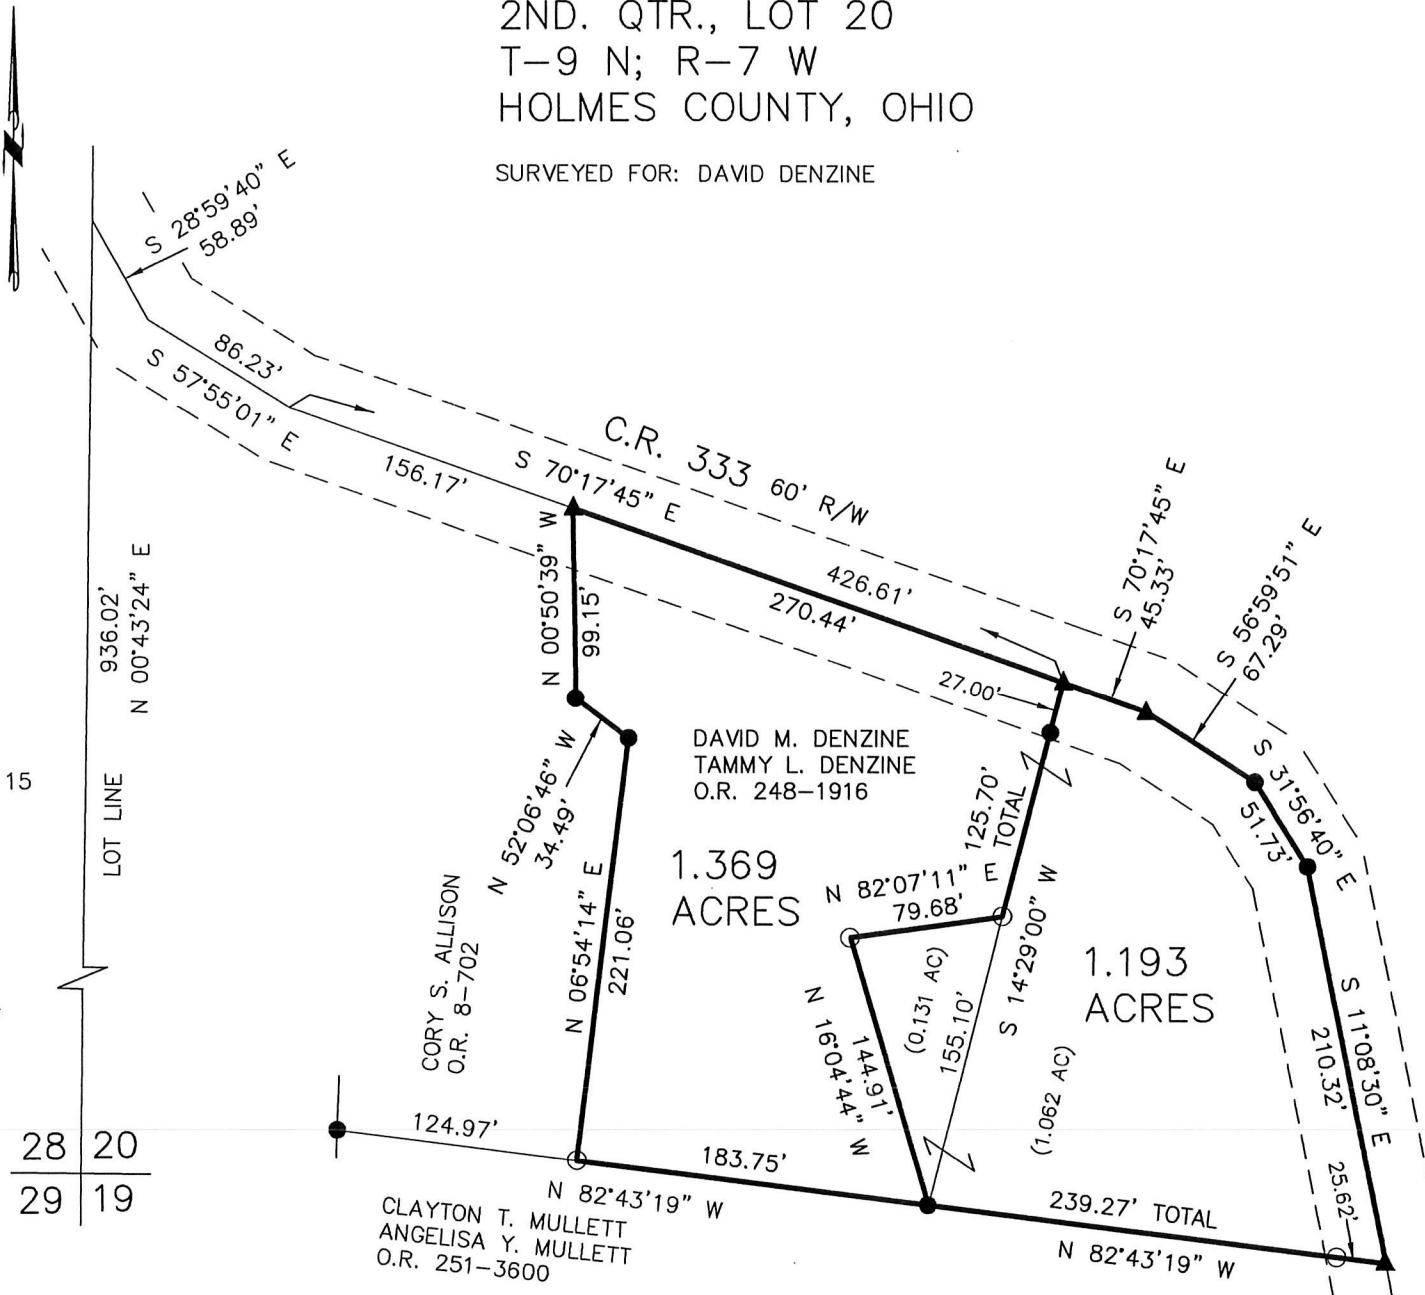 2ND. QTR., LOT 20
T-9 N; R-7 W
HOLMES COUNTY, OHIO
SURVEYED FOR: DAVID DENZINE
S 28°59'40" E
58.89'
86.23'
S 57°55'01" E
156.17'
C.R. 333 60' R/W
S 70°17'45" E
426.61'
270.44'
S 70°17'45" E
45.33'
S 56°59'51" E
67.29'
S 31°56'40" E
51.73'
N 00°50'39" W
99.15'
936.02'
N 00°43'24" E
LOT LINE
15
27.00'
DAVID M. DENZINE
TAMMY L. DENZINE
O.R. 248-1916
125.70'
TOTAL
N 52°06'46" W
34.49'
1.369
ACRES
N 82°07'11" E
79.68'
N 06°54'14" E
221.06'
CORY S. ALLISON
O.R. 8-702
S 14°29'00" W
155.10'
(0.131 AC)
N 16°04'44" W
144.91'
1.193
ACRES
(1.062 AC)
S 11°08'30" E
210.32'
124.97'
183.75'
N 82°43'19" W
239.27' TOTAL
N 82°43'19" W
25.62'
28 20
29 19
CLAYTON T. MULLETT
ANGELISA Y. MULLETT
O.R. 251-3600